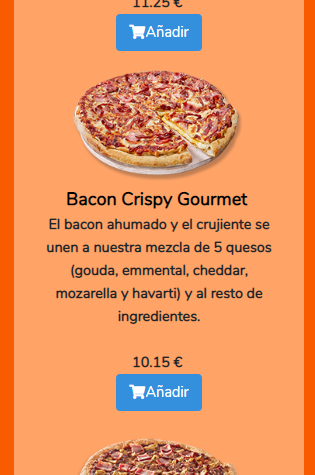 11.25 €
Añadir
Bacon Crispy Gourmet
El bacon ahumado y el crujiente se
unen a nuestra mezcla de 5 quesos
(gouda, emmental, cheddar,
mozarella y havarti) y al resto de
ingredientes.
10.15 €
Añadir